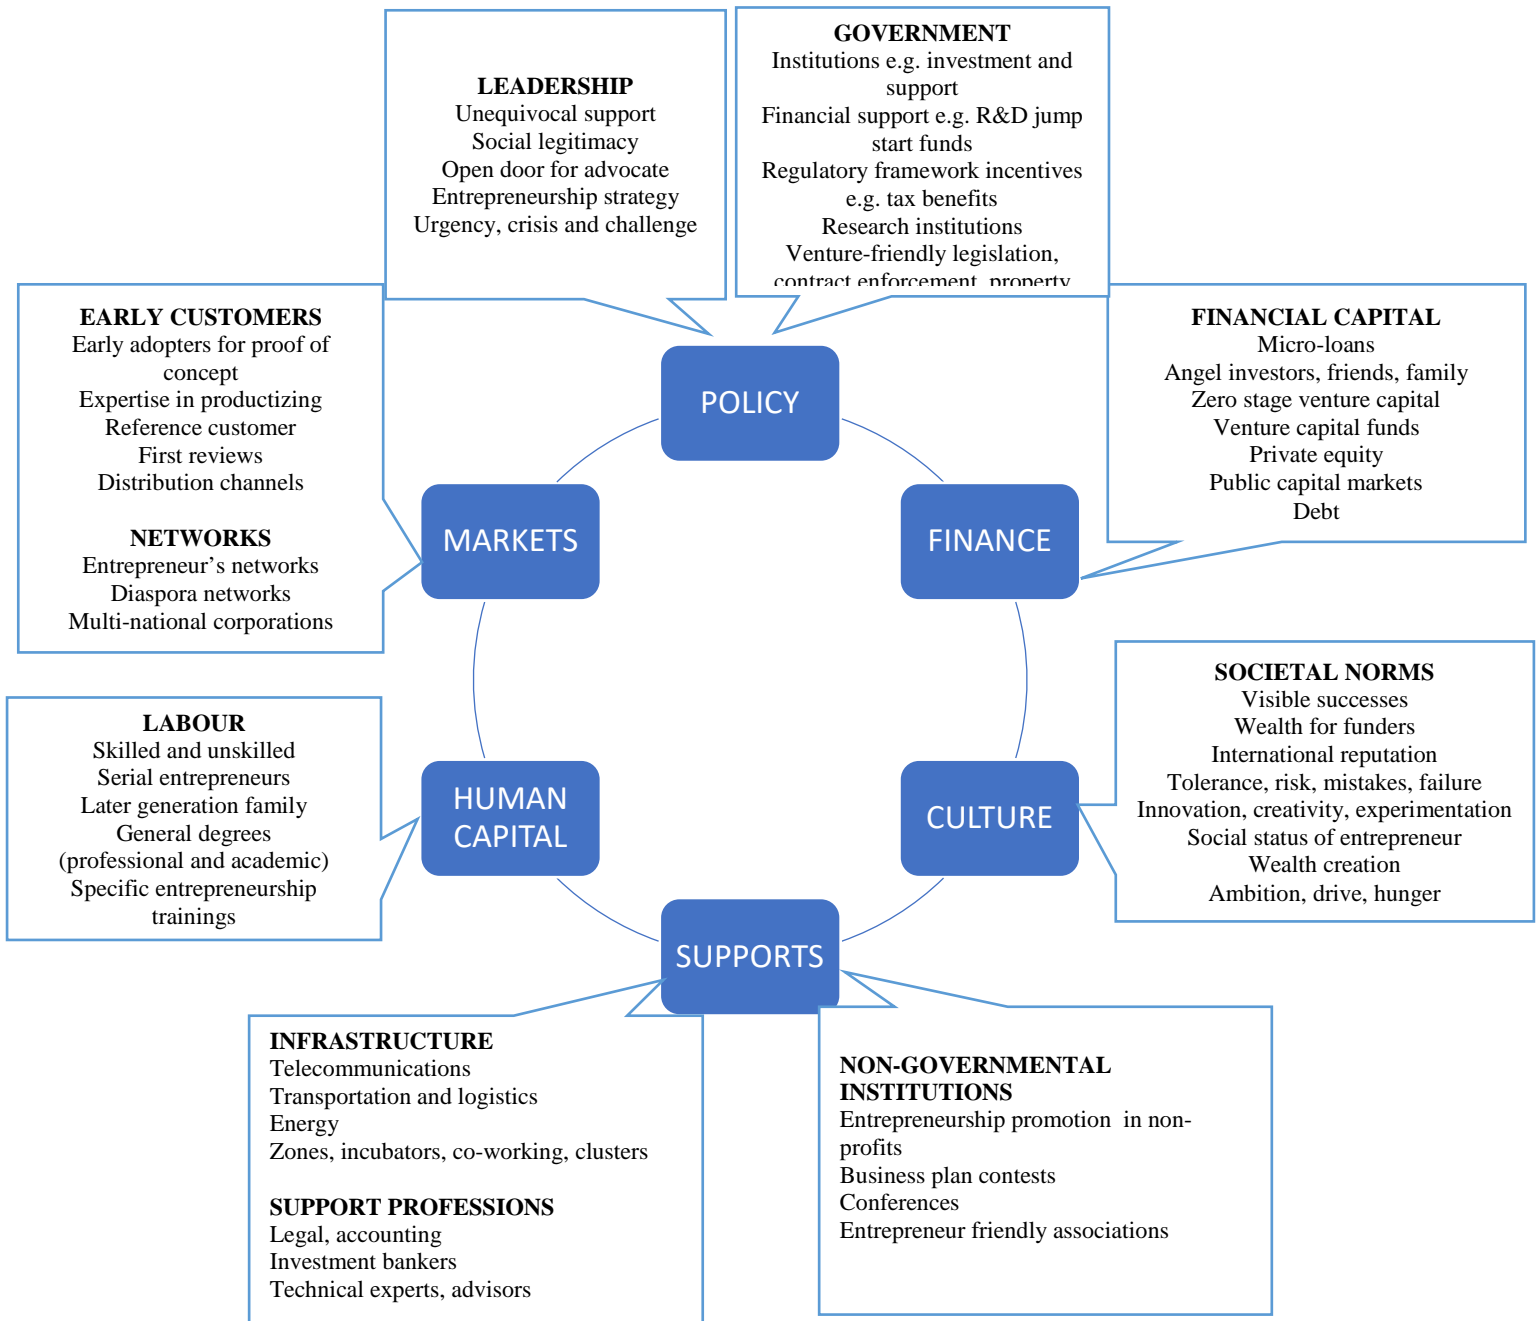 LEADERSHIP
Unequivocal support
Social legitimacy
Open door for advocate
Entrepreneurship strategy
Urgency, crisis and challenge
GOVERNMENT
Institutions e.g. investment and
support
Financial support e.g. R&D jump
start funds
Regulatory framework incentives
e.g. tax benefits
Research institutions
Venture-friendly legislation,
contract enforcement, property
EARLY CUSTOMERS
Early adopters for proof of
concept
Expertise in productizing
Reference customer
First reviews
Distribution channels
NETWORKS
Entrepreneur’s networks
Diaspora networks
Multi-national corporations
FINANCIAL CAPITAL
Micro-loans
Angel investors, friends, family
Zero stage venture capital
Venture capital funds
Private equity
Public capital markets
Debt
POLICY
MARKETS
FINANCE
HUMAN
CAPITAL
CULTURE
SUPPORTS
LABOUR
Skilled and unskilled
Serial entrepreneurs
Later generation family
General degrees
(professional and academic)
Specific entrepreneurship
trainings
SOCIETAL NORMS
Visible successes
Wealth for funders
International reputation
Tolerance, risk, mistakes, failure
Innovation, creativity, experimentation
Social status of entrepreneur
Wealth creation
Ambition, drive, hunger
INFRASTRUCTURE
Telecommunications
Transportation and logistics
Energy
Zones, incubators, co-working, clusters
SUPPORT PROFESSIONS
Legal, accounting
Investment bankers
Technical experts, advisors
NON-GOVERNMENTAL
INSTITUTIONS
Entrepreneurship promotion  in non-
profits
Business plan contests
Conferences
Entrepreneur friendly associations